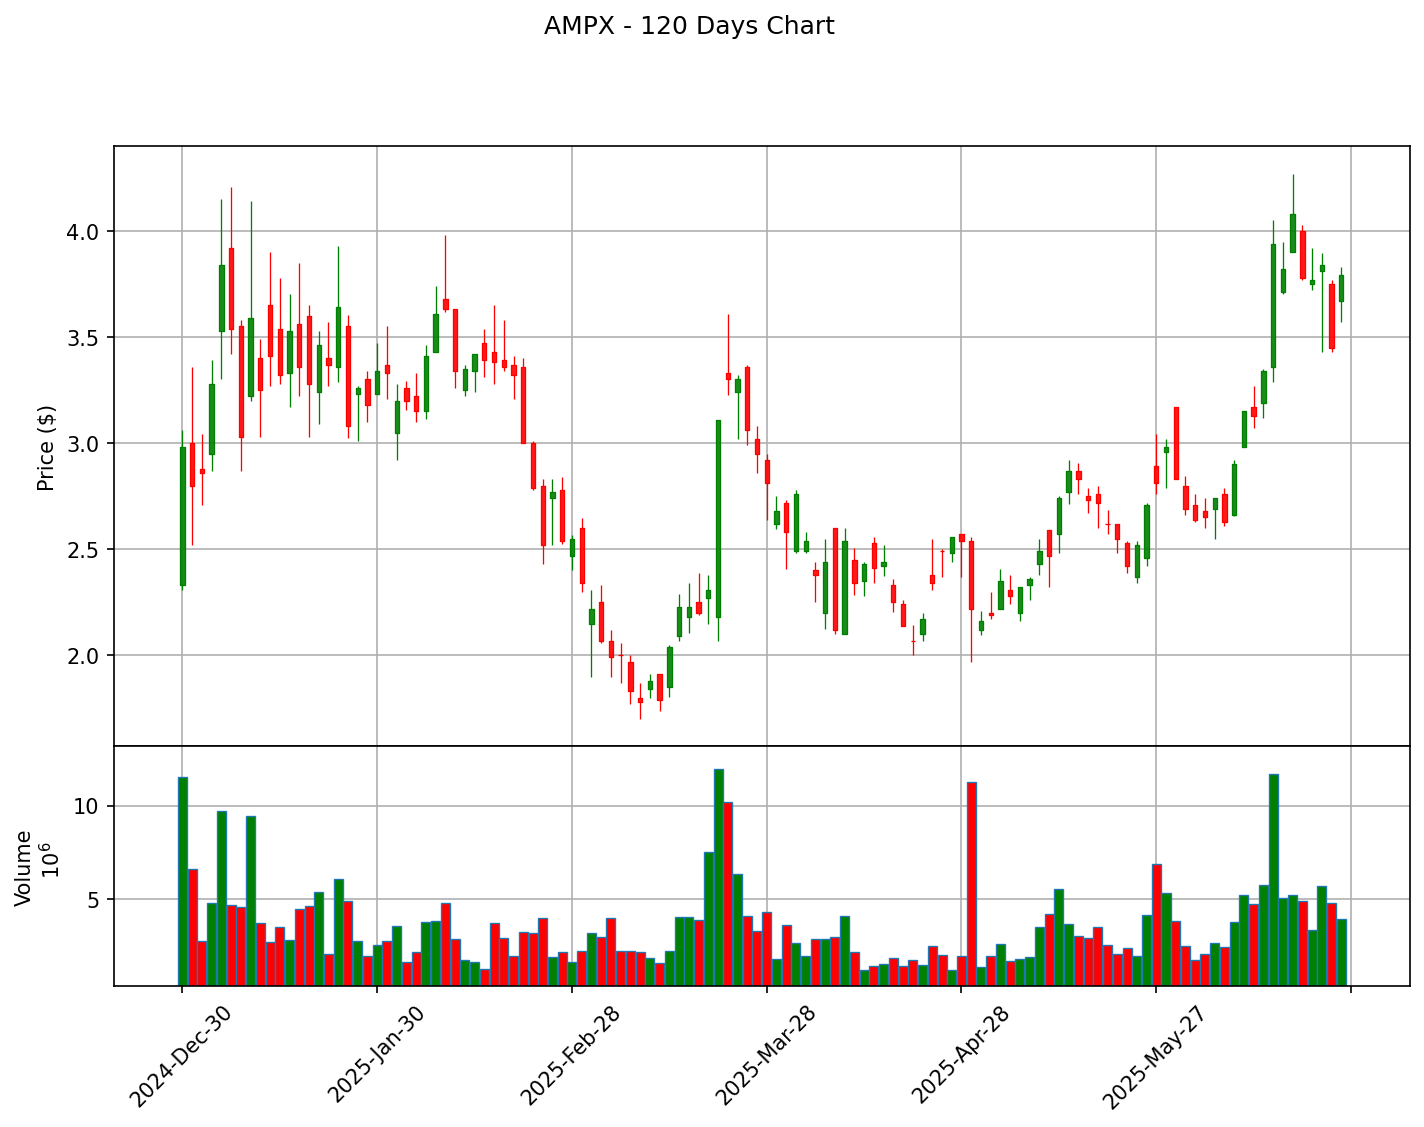 AMPX - 120 Days Chart
Price ($)
4.0
3.5
3.0
2.5
2.0
Volume
10⁶
10
5
2024-Dec-30
2025-Jan-30
2025-Feb-28
2025-Mar-28
2025-Apr-28
2025-May-27